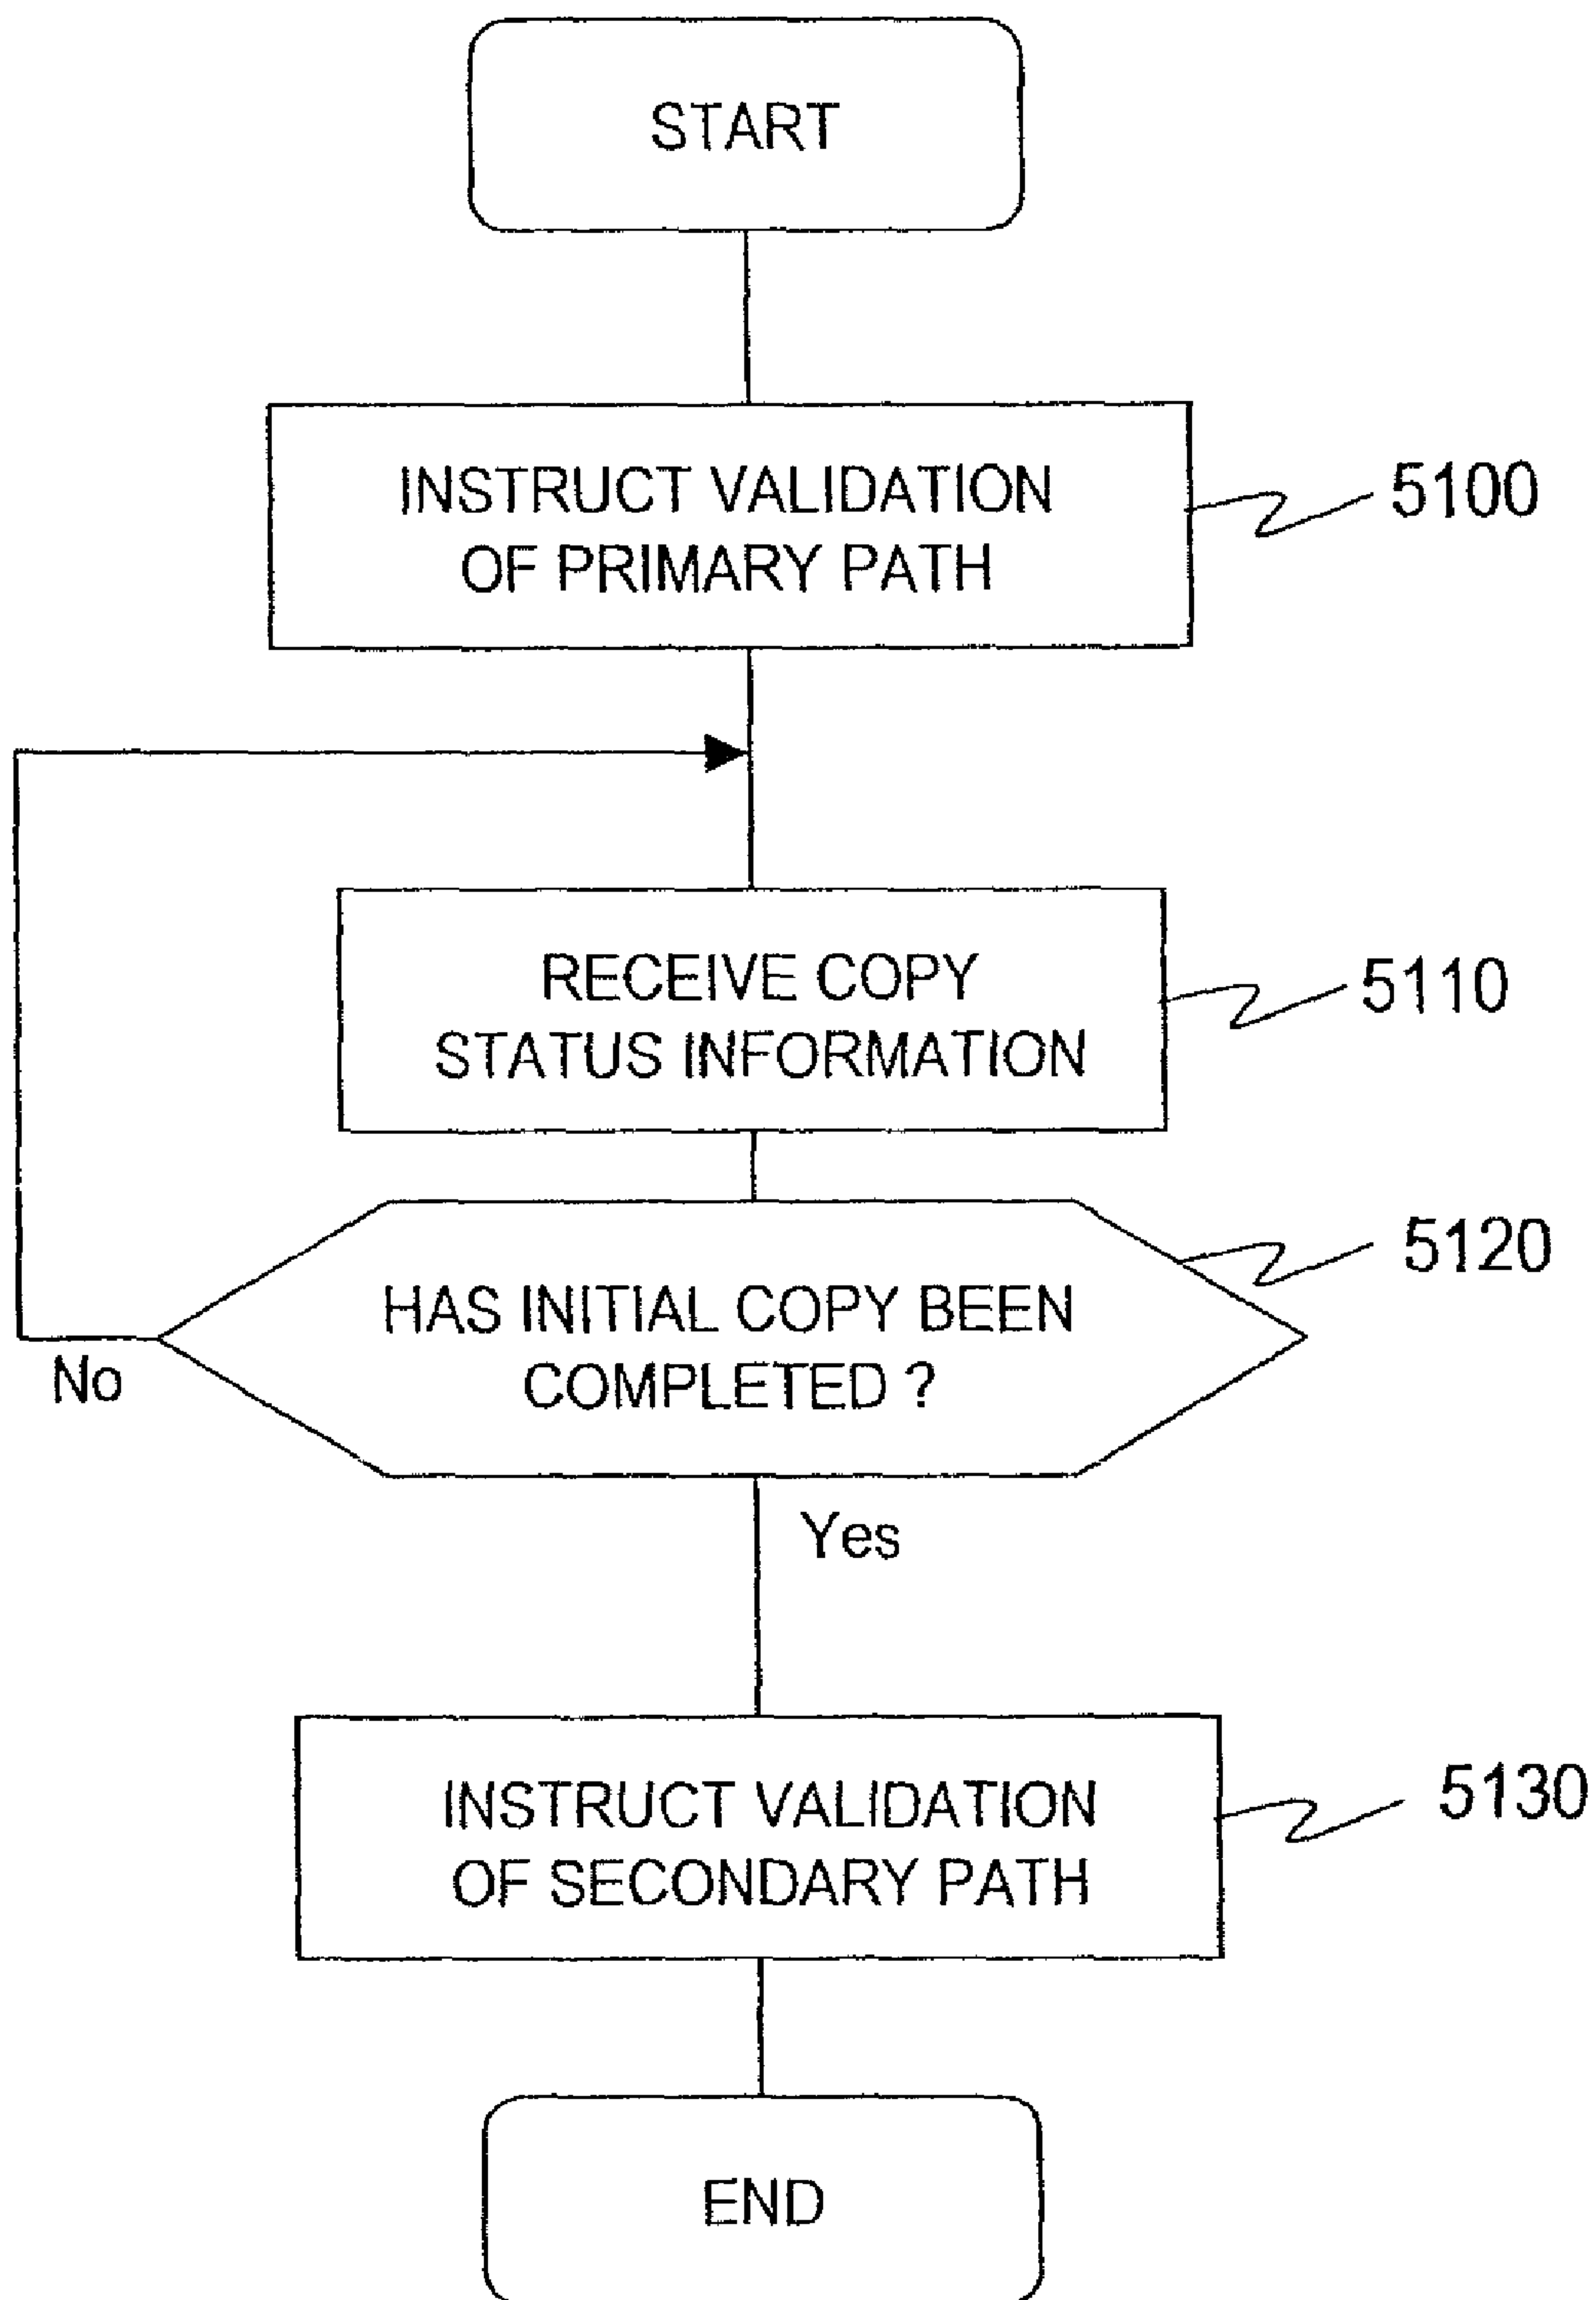 START
INSTRUCT VALIDATION
OF PRIMARY PATH
5100
RECEIVE COPY
STATUS INFORMATION
5110
HAS INITIAL COPY BEEN
COMPLETED ?
5120
No
Yes
INSTRUCT VALIDATION
OF SECONDARY PATH
5130
END